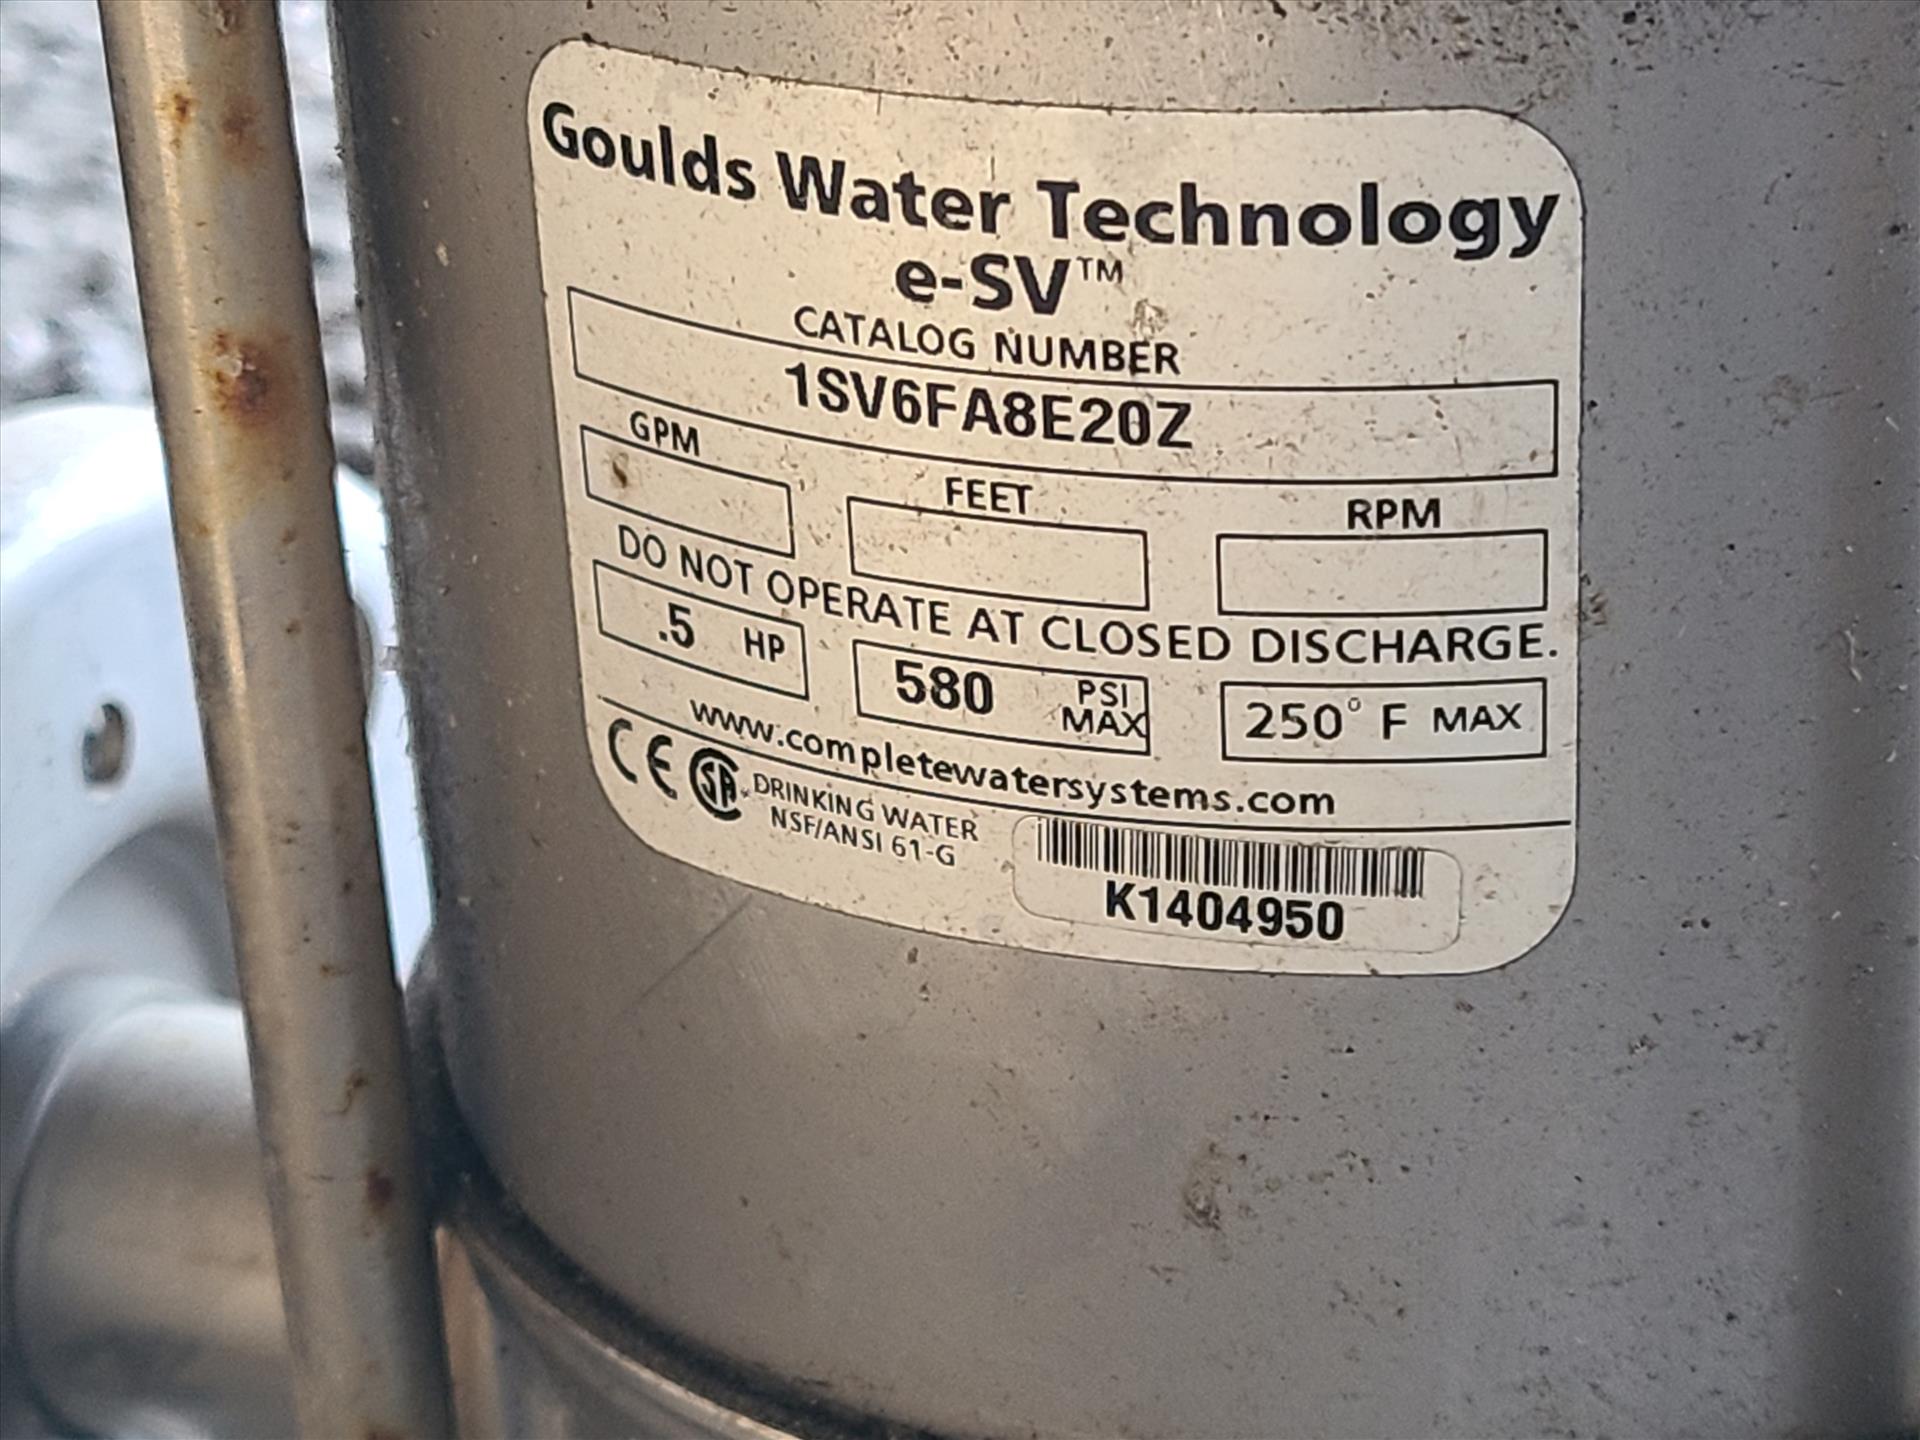 Goulds Water Technology
e-SV™
CATALOG NUMBER
1SV6FA8E20Z
GPM FEET RPM
DO NOT OPERATE AT CLOSED DISCHARGE.
.5 HP 580 PSI MAX 250° F MAX
www.completewatersystems.com
CE SA DRINKING WATER
NSF/ANSI 61-G
K1404950